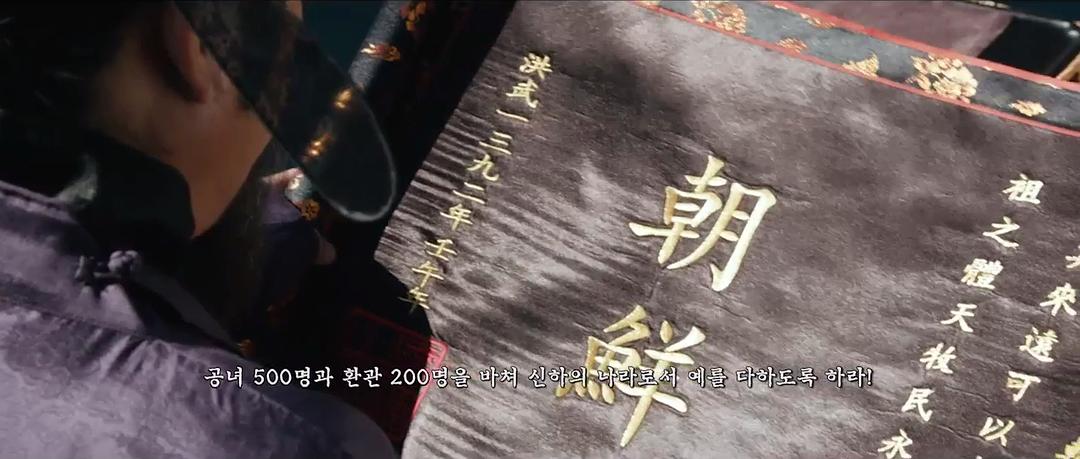 來遠可以
祖之體天牧民永
朝鮮
洪武一三九二年壬午年
공녀 500명과 환관 200명을 바쳐 신하의 나라로서 예를 다하도록 하라!